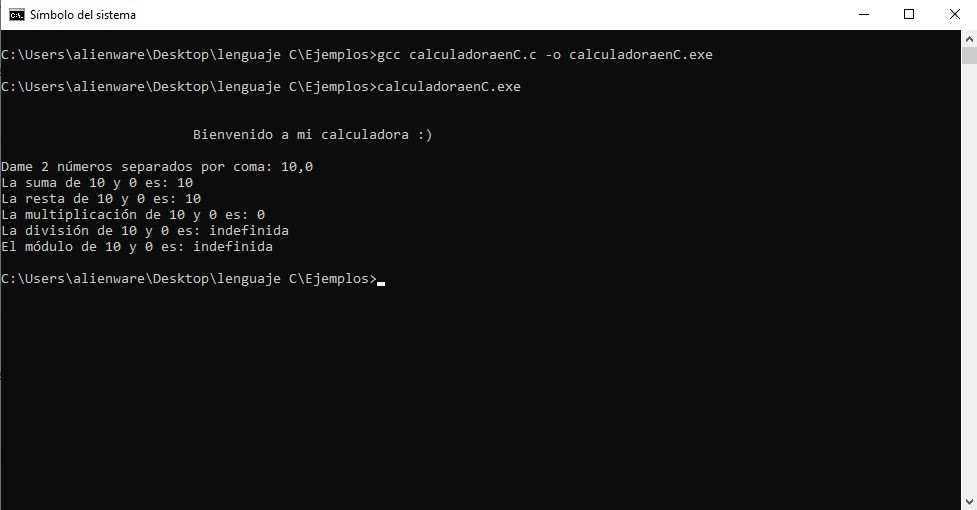 Símbolo del sistema
C:\Users\alienware\Desktop\lenguaje C\Ejemplos>gcc calculadoraenC.c -o calculadoraenC.exe
C:\Users\alienware\Desktop\lenguaje C\Ejemplos>calculadoraenC.exe
Bienvenido a mi calculadora :)
Dame 2 números separados por coma: 10,0
La suma de 10 y 0 es: 10
La resta de 10 y 0 es: 10
La multiplicación de 10 y 0 es: 0
La división de 10 y 0 es: indefinida
El módulo de 10 y 0 es: indefinida
C:\Users\alienware\Desktop\lenguaje C\Ejemplos>